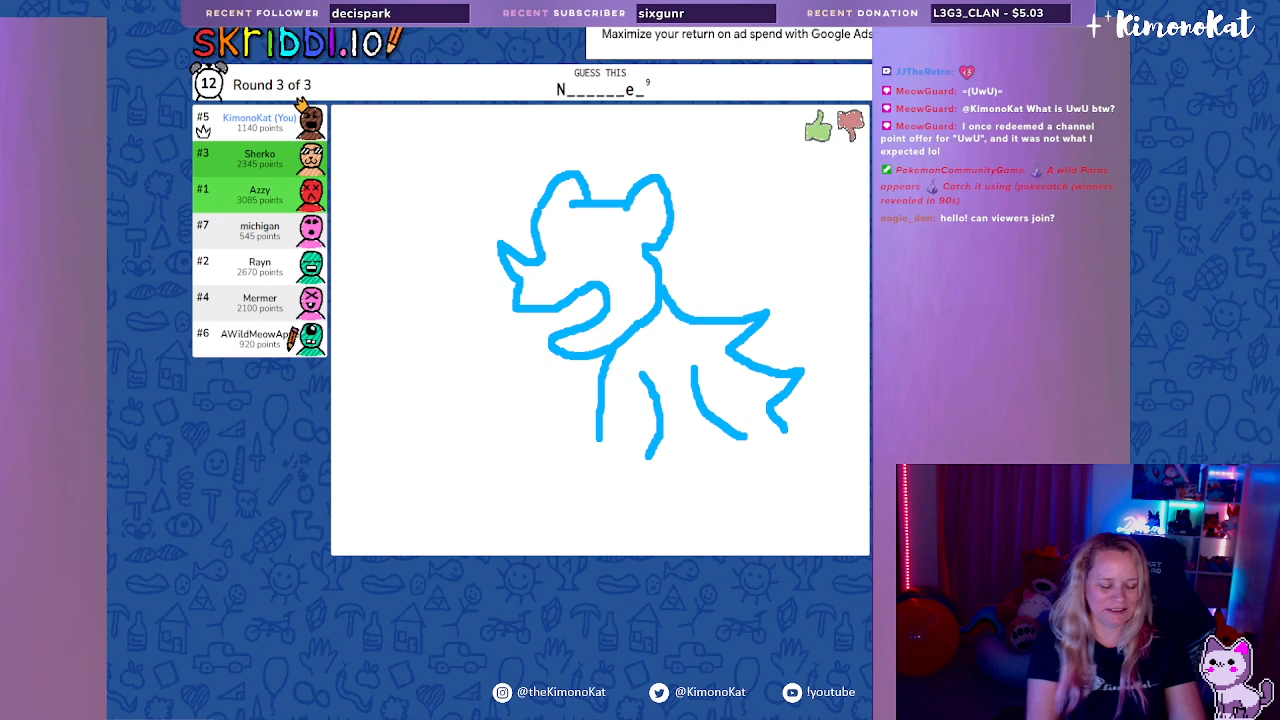 RECENT FOLLOWER decispark RECENT SUBSCRIBER sixgunr RECENT DONATION L3G3_CLAN - $5.03
KimonoKat
skribbl.io
Maximize your return on ad spend with Google Ads
12
Round 3 of 3
GUESS THIS
N______e_ 9
#5 KimonoKat (You)
1140 points
#3 Sherko
2345 points
#1 Azzy
3085 points
#7 michigan
545 points
#2 Rayn
2670 points
#4 Mermer
2100 points
#6 AWildMeowAp
920 points
JJTheRetro: <3
MeowGuard: =(UwU)=
MeowGuard: @KimonoKat What is UwU btw?
MeowGuard: I once redeemed a channel
point offer for "UwU", and it was not what I
expected lol
PokemonCommunityGame A wild Paras
appears Catch it using !pokecatch (winners
revealed in 90s)
oogie_don: hello! can viewers join?
@theKimonoKat @KimonoKat !youtube